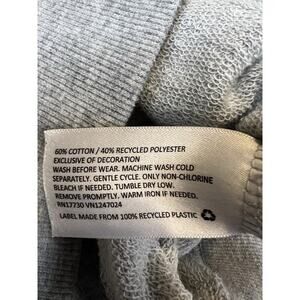 60% COTTON / 40% RECYCLED POLYESTER
EXCLUSIVE OF DECORATION
WASH BEFORE WEAR. MACHINE WASH COLD
SEPARATELY. GENTLE CYCLE. ONLY NON-CHLORINE
BLEACH IF NEEDED. TUMBLE DRY LOW.
REMOVE PROMPTLY. WARM IRON IF NEEDED.
RN17730 VN1247024
LABEL MADE FROM 100% RECYCLED PLASTIC